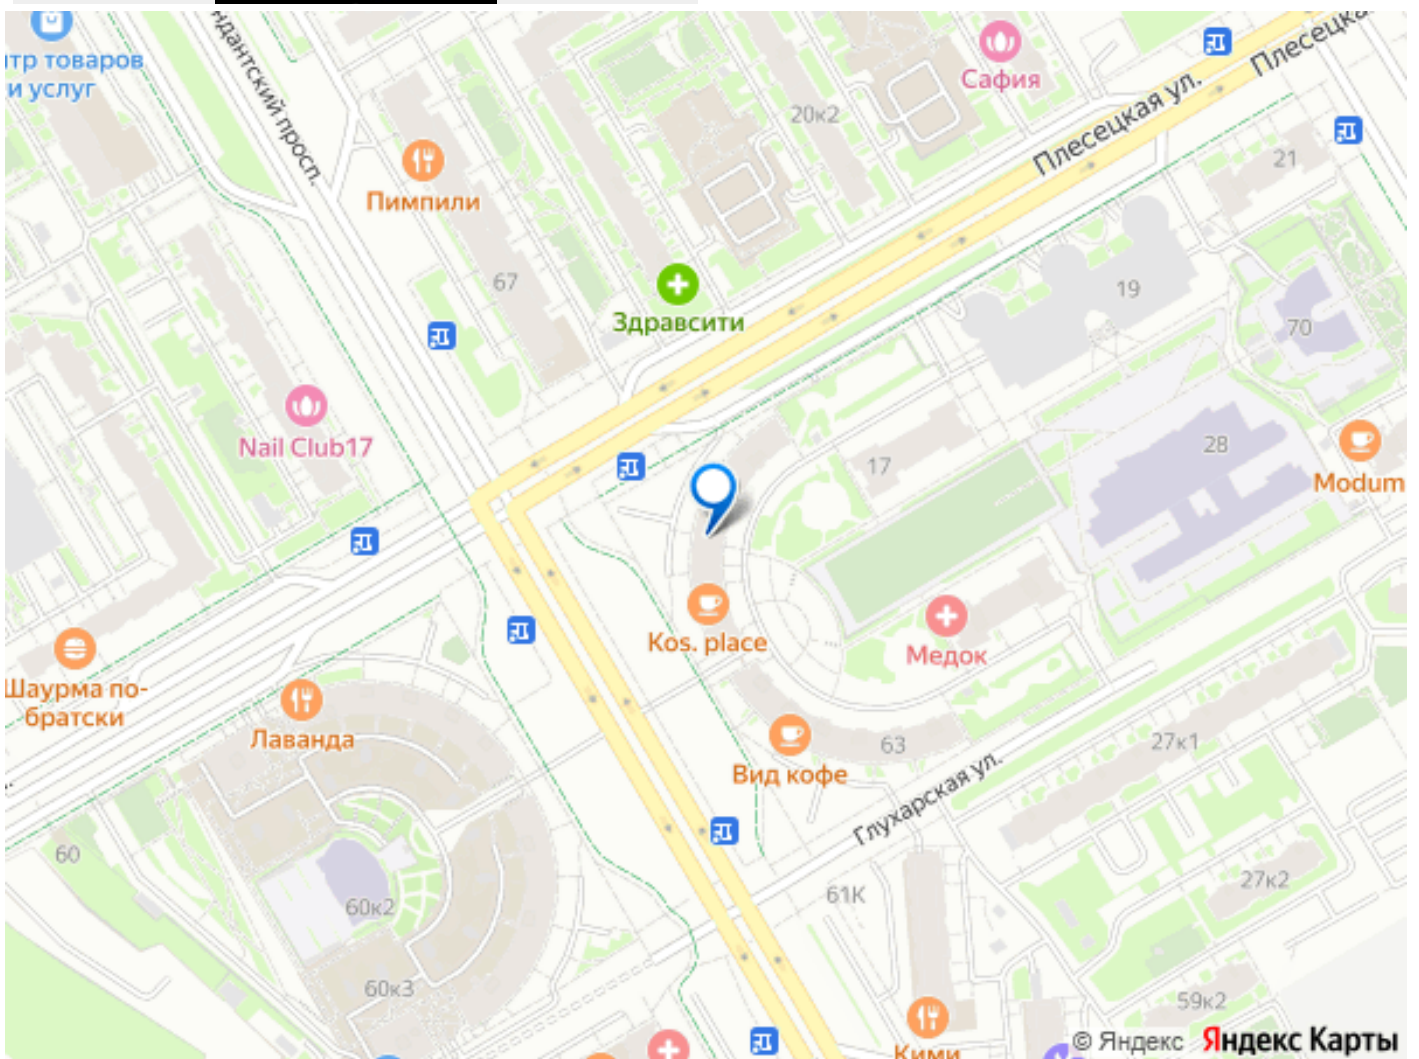 тр товаров
и услуг
ндантский просп.
Сафия
Плесецкая ул.
20к2
21
Пимпили
67
Здравсити
19
70
Nail Club17
17
28
Modum
Kos. place
Медок
Шаурма по-
братски
Лаванда
Вид кофе
63
27к1
Глухарская ул.
60
60к2
61К
27к2
60к3
59к2
Кими
© Яндекс Яндекс Карты